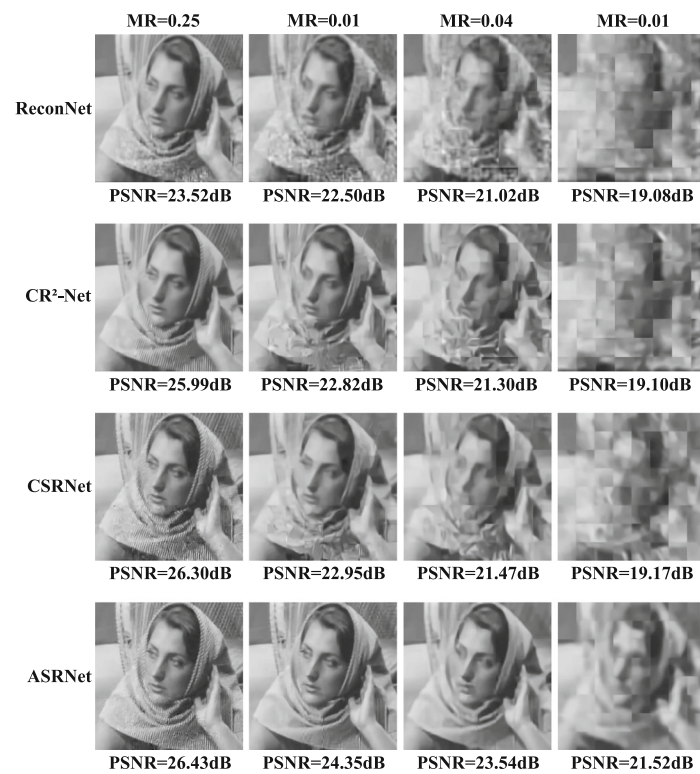 MR=0.25 MR=0.01 MR=0.04 MR=0.01
ReconNet
PSNR=23.52dB PSNR=22.50dB PSNR=21.02dB PSNR=19.08dB
CR²-Net
PSNR=25.99dB PSNR=22.82dB PSNR=21.30dB PSNR=19.10dB
CSRNet
PSNR=26.30dB PSNR=22.95dB PSNR=21.47dB PSNR=19.17dB
ASRNet
PSNR=26.43dB PSNR=24.35dB PSNR=23.54dB PSNR=21.52dB